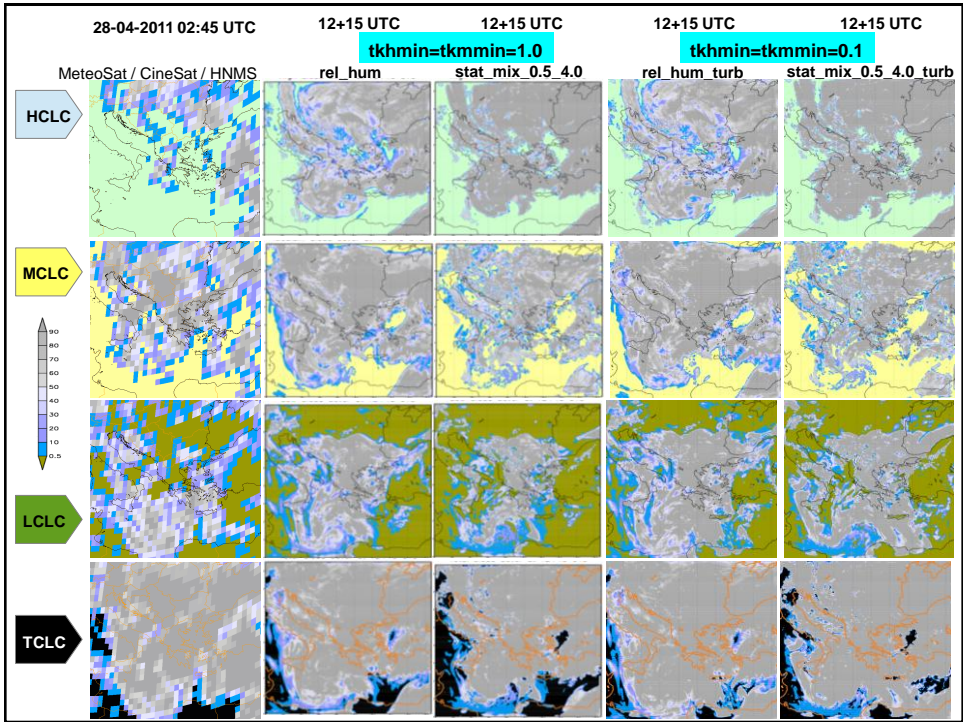 28-04-2011 02:45 UTC 12+15 UTC 12+15 UTC 12+15 UTC 12+15 UTC
tkhmin=tkmmin=1.0 tkhmin=tkmmin=0.1
MeteoSat / CineSat / HNMS rel_hum stat_mix_0.5_4.0 rel_hum_turb stat_mix_0.5_4.0_turb
HCLC
MCLC
90
80
70
60
50
40
30
20
10
0.5
LCLC
TCLC